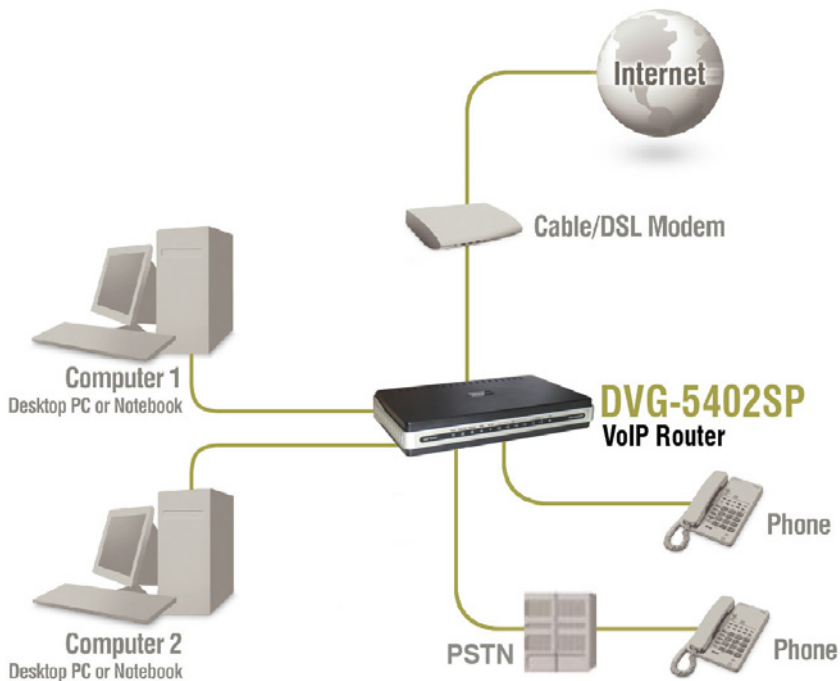 Internet
Cable/DSL Modem
Computer 1
Desktop PC or Notebook
DVG-5402SP
VoIP Router
Phone
Computer 2
Desktop PC or Notebook
PSTN
Phone